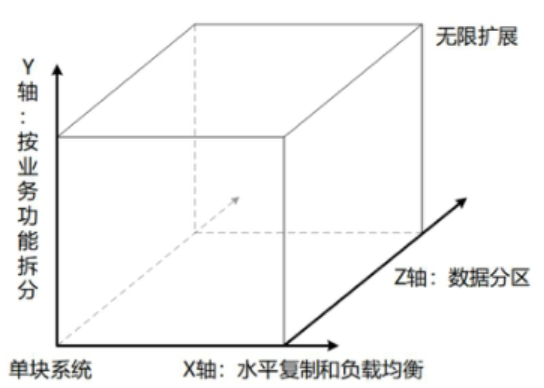 无限扩展
Y轴：按业务功能拆分
Z轴：数据分区
单块系统
X轴：水平复制和负载均衡